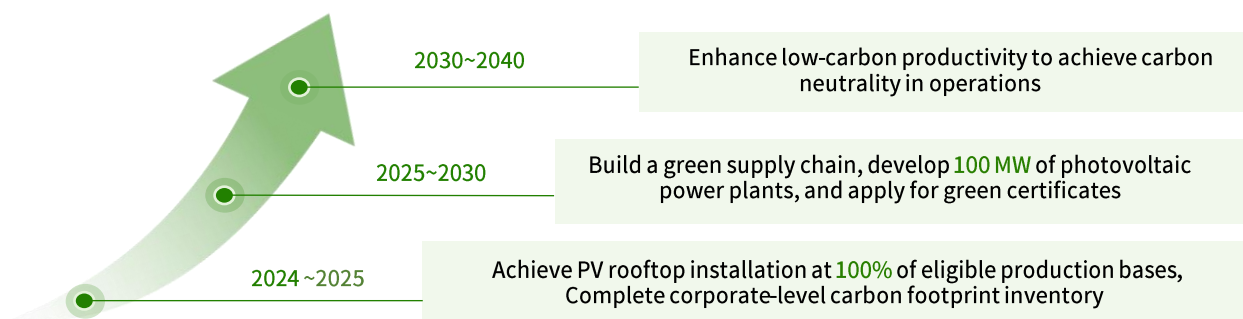 2030~2040
Enhance low-carbon productivity to achieve carbon
neutrality in operations
2025~2030
Build a green supply chain, develop 100 MW of photovoltaic
power plants, and apply for green certificates
2024 ~2025
Achieve PV rooftop installation at 100% of eligible production bases,
Complete corporate-level carbon footprint inventory